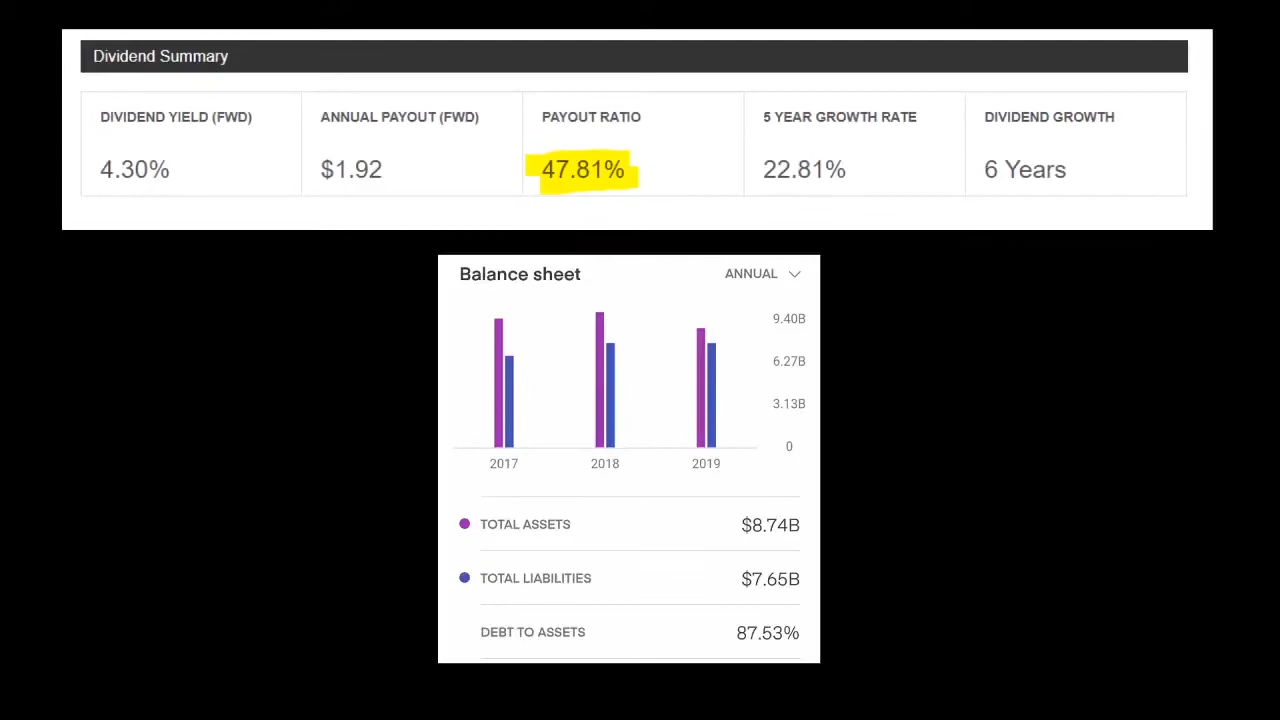 Dividend Summary
DIVIDEND YIELD (FWD) ANNUAL PAYOUT (FWD) PAYOUT RATIO 5 YEAR GROWTH RATE DIVIDEND GROWTH
4.30% $1.92 47.81% 22.81% 6 Years
Balance sheet ANNUAL
9.40B
6.27B
3.13B
0
2017 2018 2019
TOTAL ASSETS $8.74B
TOTAL LIABILITIES $7.65B
DEBT TO ASSETS 87.53%